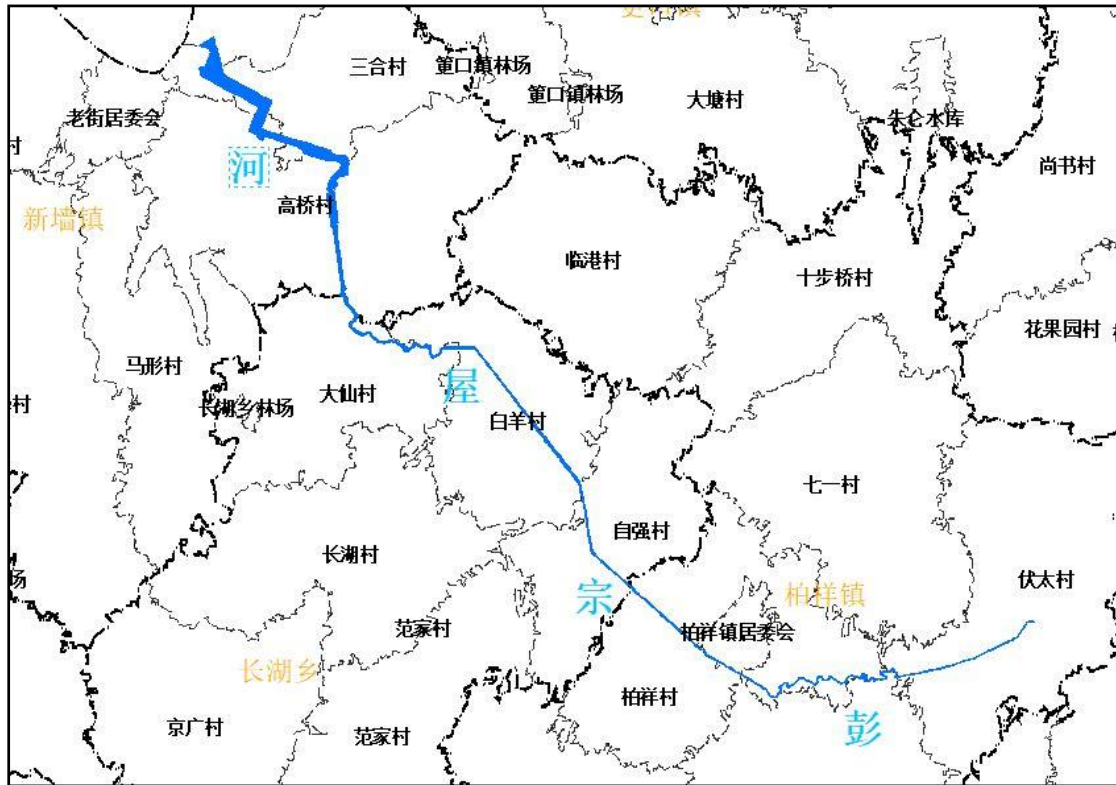 三合村
筻口镇林场
筻口镇林场
大塘村
老街居委会
朱仑水库
村
尚书村
河
高桥村
新墙镇
临港村
十步桥村
花果园村
马形村
大仙村
屋
长湖乡林场
村
白羊村
七一村
自强村
长湖村
场
伏太村
宗
柏祥镇
范家村
柏祥镇居委会
长湖乡
柏祥村
京广村
范家村
彭